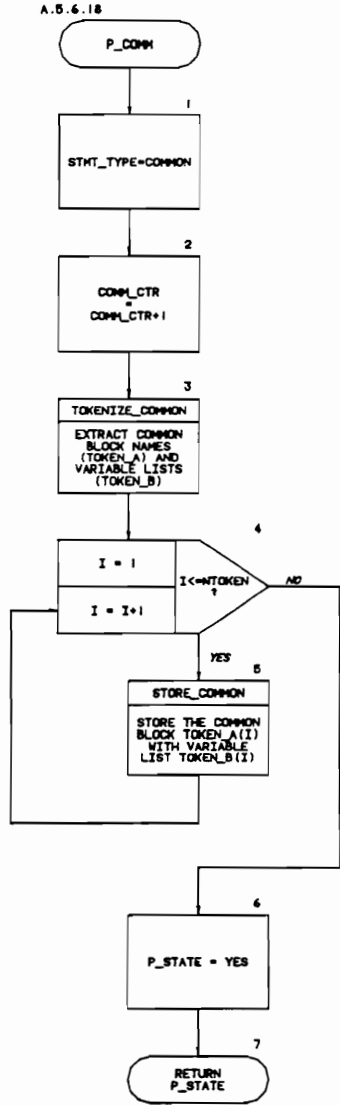 A.5.6.18
P_COMM
1
STMT_TYPE=COMMON
2
COMM_CTR
=
COMM_CTR+1
3
TOKENIZE_COMMON
EXTRACT COMMON
BLOCK NAMES
(TOKEN_A) AND
VARIABLE LISTS
(TOKEN_B)
4
I = 1
I<=NTOKEN
?
NO
I = I+1
YES
5
STORE_COMMON
STORE THE COMMON
BLOCK TOKEN_A(I)
WITH VARIABLE
LIST TOKEN_B(I)
6
P_STATE = YES
7
RETURN
P_STATE